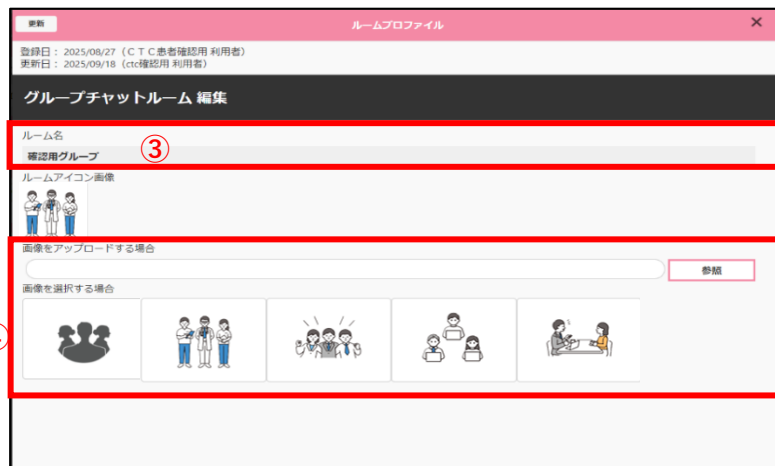 更新
ルームプロファイル
×
登録日： 2025/08/27（ＣＴＣ患者確認用 利用者）
更新日： 2025/09/18（ctc確認用 利用者）
グループチャットルーム 編集
ルーム名
③
確認用グループ
ルームアイコン画像
画像をアップロードする場合
参照
画像を選択する場合